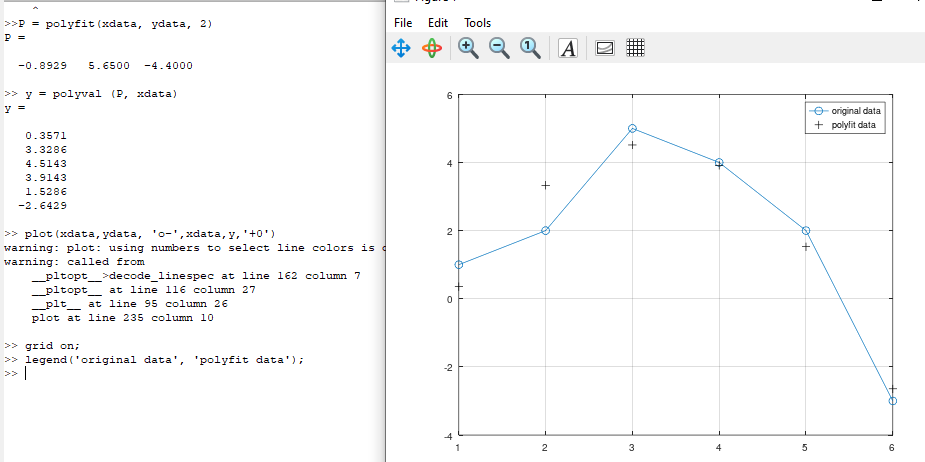 >>P = polyfit(xdata, ydata, 2)
P =
-0.8929 5.6500 -4.4000
>> y = polyval (P, xdata)
y =
0.3571
3.3286
4.5143
3.9143
1.5286
-2.6429
>> plot(xdata,ydata, 'o-',xdata,y,'+0')
warning: plot: using numbers to select line colors is
warning: called from
__pltopt__>decode_linespec at line 162 column 7
__pltopt__ at line 116 column 27
__plt__ at line 95 column 26
plot at line 235 column 10
>> grid on;
>> legend('original data', 'polyfit data');
>>
File Edit Tools
A
original data
polyfit data
6
4
2
0
-2
-4
1 2 3 4 5 6